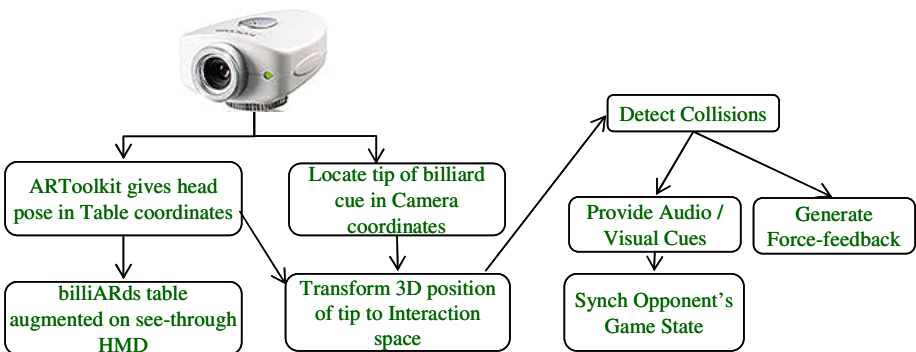 ARToolkit gives head
pose in Table coordinates
Locate tip of billiard
cue in Camera
coordinates
billiARds table
augmented on see-through
HMD
Transform 3D position
of tip to Interaction
space
Detect Collisions
Provide Audio /
Visual Cues
Generate
Force-feedback
Synch Opponent's
Game State